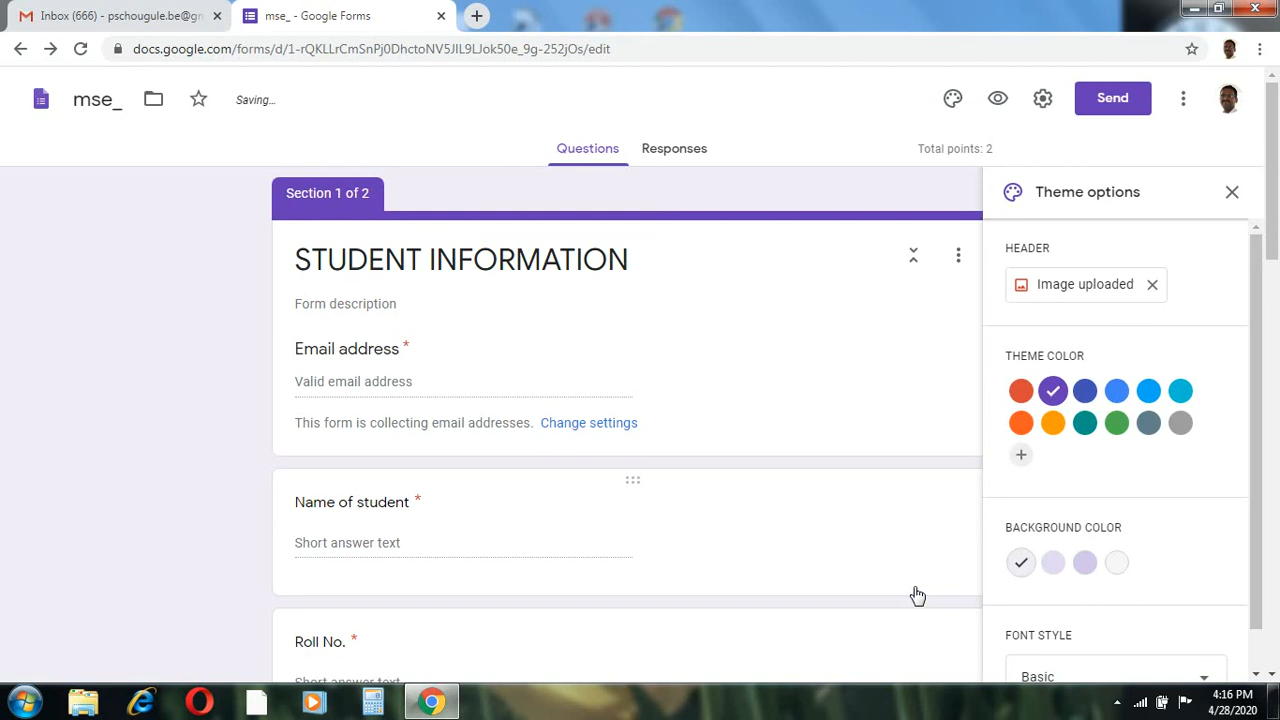 Inbox (666) - pschougule.be@gm
mse_ - Google Forms
docs.google.com/forms/d/1-rQKLLrCmSnPj0DhctoNV5JIL9LJok50e_9g-252jOs/edit
mse_
Saving...
Send
Questions
Responses
Total points: 2
Section 1 of 2
Theme options
STUDENT INFORMATION
Form description
Email address *
Valid email address
This form is collecting email addresses. Change settings
Name of student *
Short answer text
Roll No. *
Short answer text
HEADER
Image uploaded
THEME COLOR
BACKGROUND COLOR
FONT STYLE
Basic
4:16 PM
4/28/2020